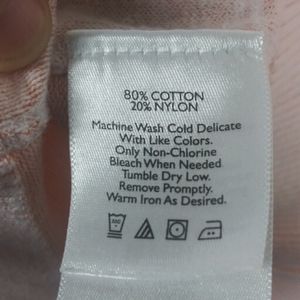 80% COTTON
20% NYLON
Machine Wash Cold Delicate
With Like Colors.
Only Non-Chlorine
Bleach When Needed
Tumble Dry Low.
Remove Promptly.
Warm Iron As Desired.